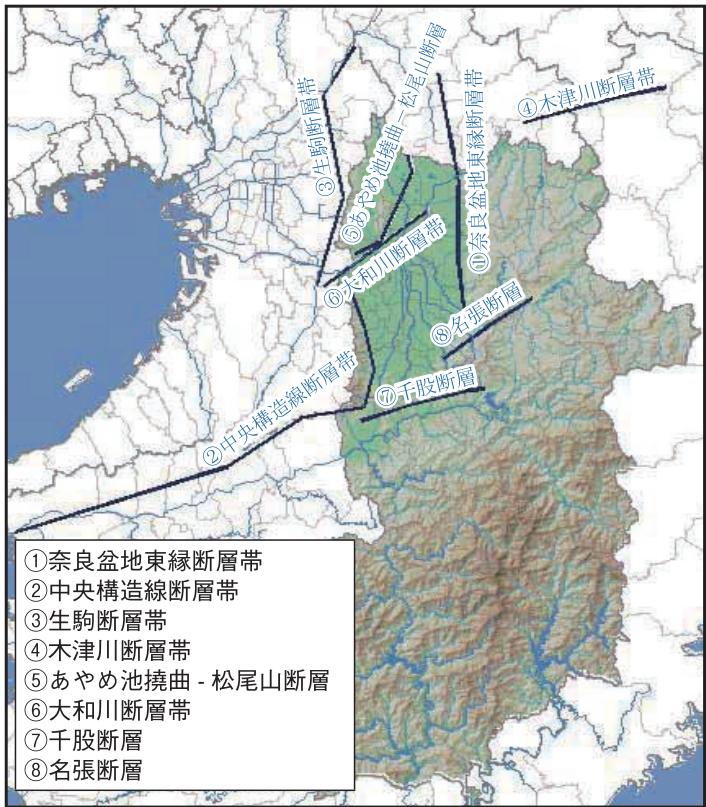 ③生駒断層帯
⑤あやめ池撓曲－松尾山断層
①奈良盆地東縁断層帯
④木津川断層帯
⑥大和川断層帯
⑧名張断層
⑦千股断層
②中央構造線断層帯
①奈良盆地東縁断層帯
②中央構造線断層帯
③生駒断層帯
④木津川断層帯
⑤あやめ池撓曲 - 松尾山断層
⑥大和川断層帯
⑦千股断層
⑧名張断層